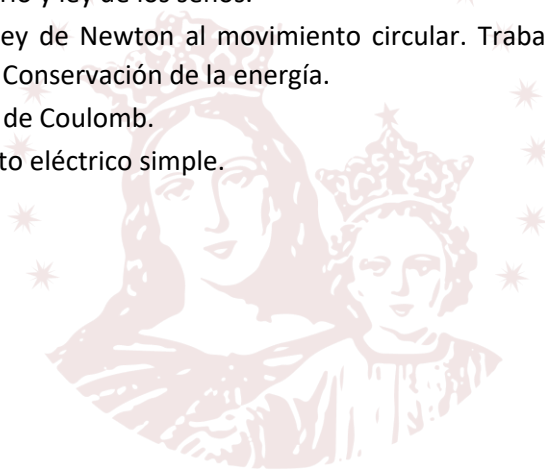 y ley de los senos.
ey de Newton al movimiento circular. Traba
Conservación de la energía.
de Coulomb.
to eléctrico simple.